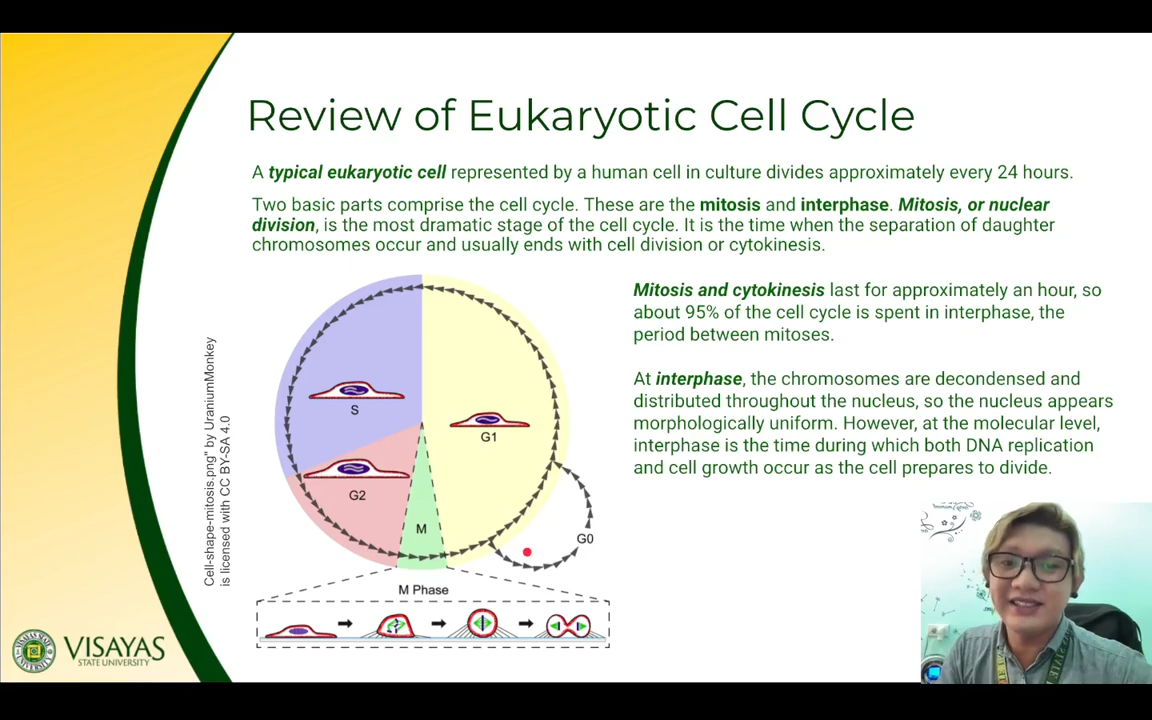 Review of Eukaryotic Cell Cycle
A typical eukaryotic cell represented by a human cell in culture divides approximately every 24 hours.
Two basic parts comprise the cell cycle. These are the mitosis and interphase. Mitosis, or nuclear
division, is the most dramatic stage of the cell cycle. It is the time when the separation of daughter
chromosomes occur and usually ends with cell division or cytokinesis.
Mitosis and cytokinesis last for approximately an hour, so
about 95% of the cell cycle is spent in interphase, the
period between mitoses.
At interphase, the chromosomes are decondensed and
distributed throughout the nucleus, so the nucleus appears
morphologically uniform. However, at the molecular level,
interphase is the time during which both DNA replication
and cell growth occur as the cell prepares to divide.
Cell-shape-mitosis.png" by UraniumMonkey
is licensed with CC BY-SA 4.0
S
G1
G2
M
G0
M Phase
VISAYAS
STATE UNIVERSITY